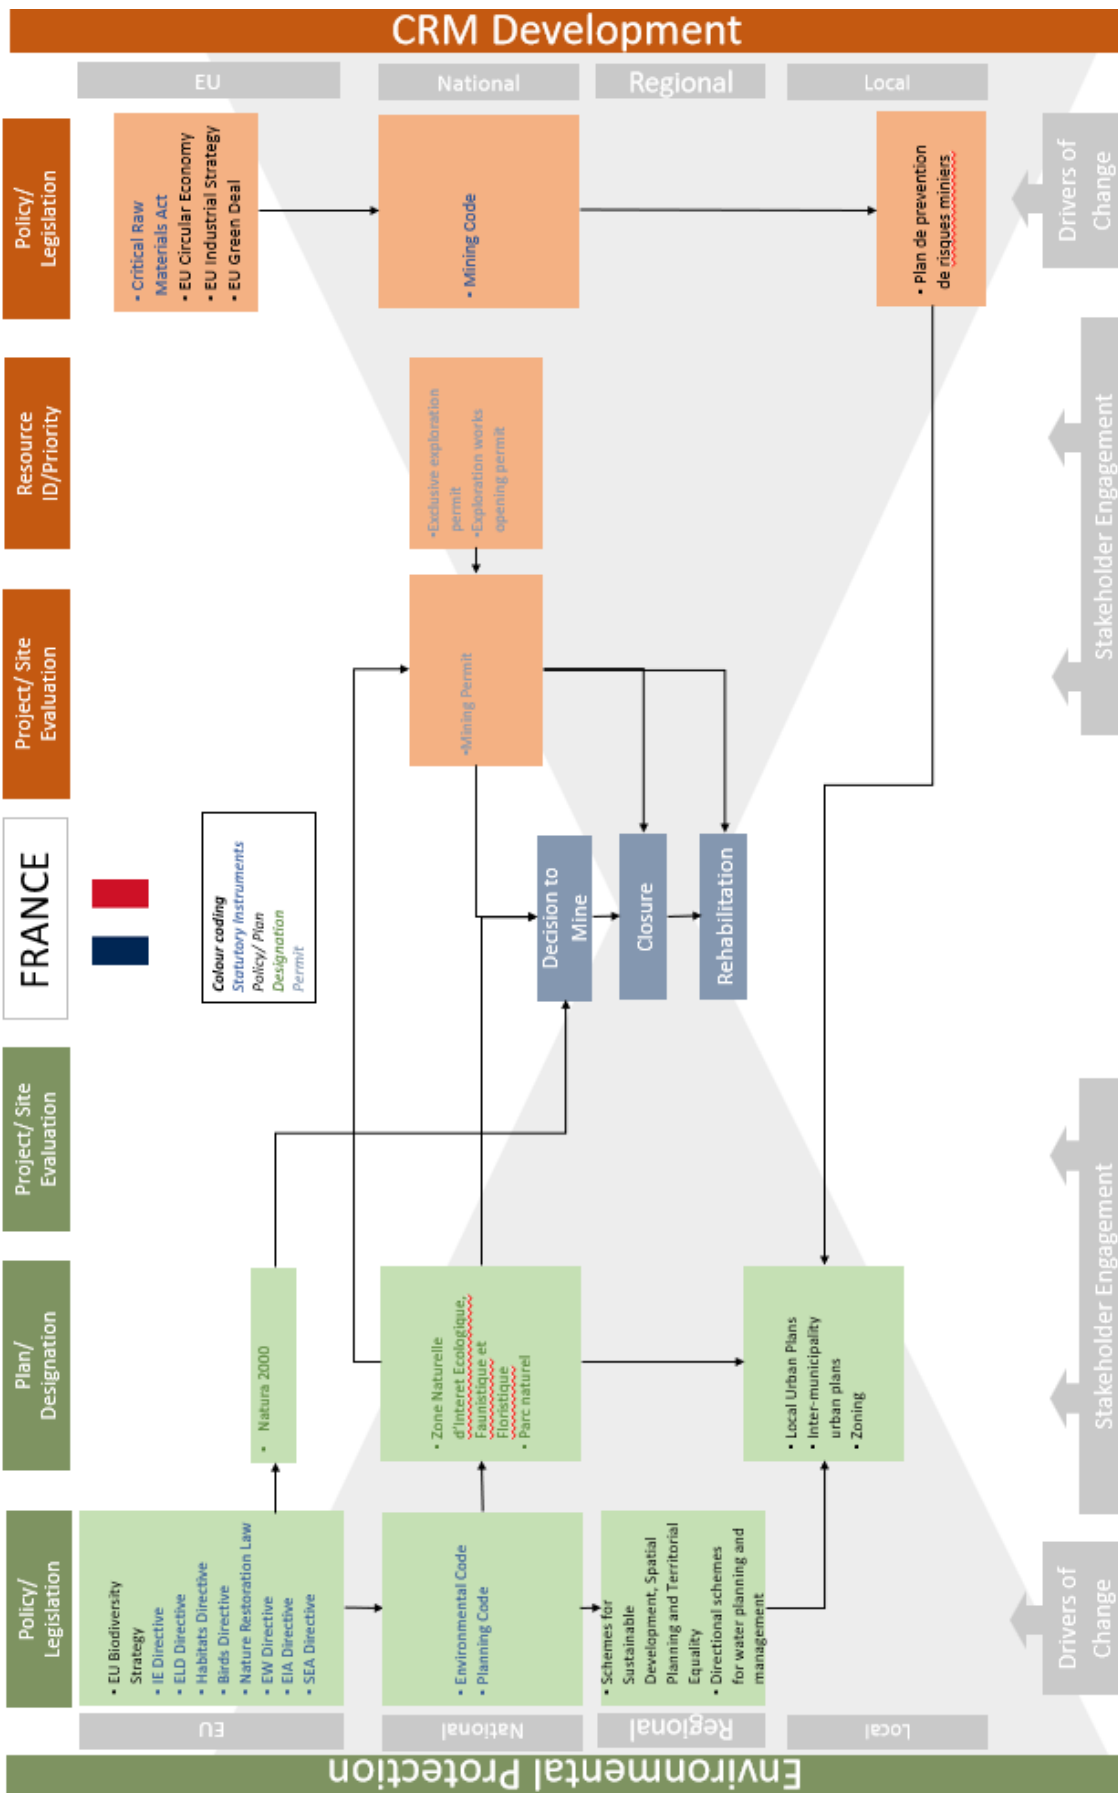 Environmental Protection
EU
National
Regional
Local
Policy/
Legislation
Plan/
Designation
Project/ Site
Evaluation
FRANCE
Project/ Site
Evaluation
Resource
ID/Priority
Policy/
Legislation
CRM Development
EU
National
Regional
Local
• EU Biodiversity
Strategy
• IE Directive
• ELD Directive
• Habitats Directive
• Birds Directive
• Nature Restoration Law
• EW Directive
• EIA Directive
• SEA Directive
• Natura 2000
Colour coding
Statutory Instruments
Policy/ Plan
Designation
Permit
• Critical Raw
Materials Act
• EU Circular Economy
• EU Industrial Strategy
• EU Green Deal
• Environmental Code
• Planning Code
• Zone Naturelle
d'Interet Ecologique,
Faunistique et
Floristique
• Parc naturel
•Mining Permit
•Exclusive exploration
permit
•Exploration works
opening permit
• Mining Code
Decision to
Mine
Closure
Rehabilitation
• Schemes for
Sustainable
Development, Spatial
Planning and Territorial
Equality
• Directional schemes
for water planning and
management
• Local Urban Plans
• Inter-municipality
urban plans
• Zoning
• Plan de prevention
de risques miniers
Drivers of
Change
Stakeholder Engagement
Stakeholder Engagement
Drivers of
Change